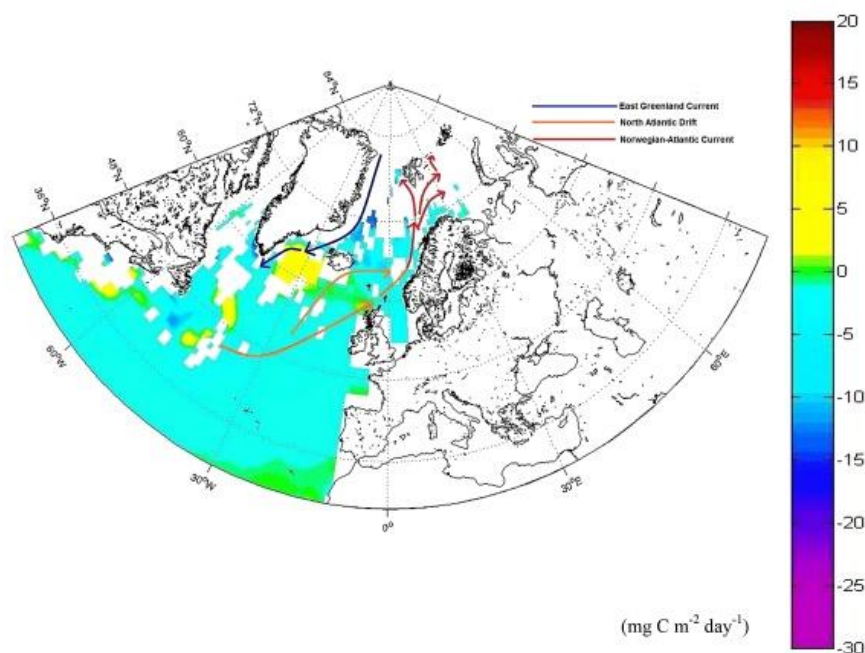 20
15
10
5
0
-5
-10
-15
-20
-25
-30
84°N
72°N
60°N
48°N
36°N
East Greenland Current
North Atlantic Drift
Norwegian-Atlantic Current
60°W
30°W
0°
30°E
60°E
(mg C m⁻² day⁻¹)